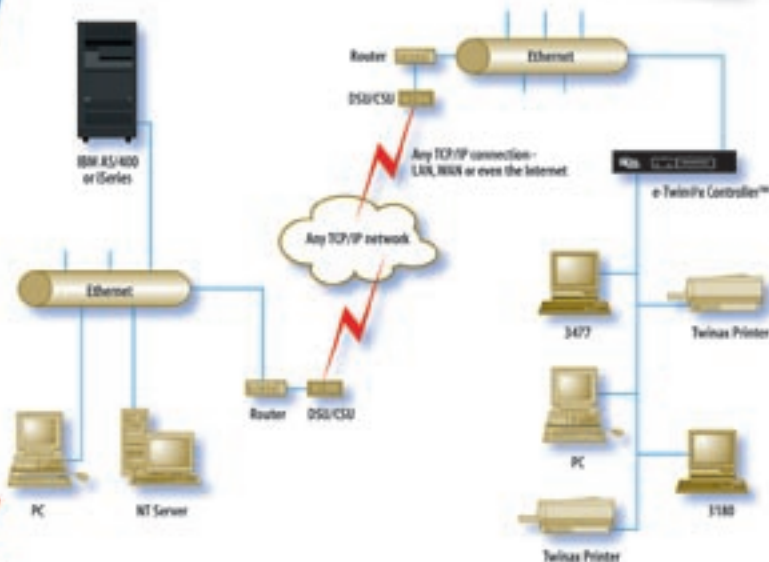 Router
Ethernet
DSU/CSU
IBM AS/400
or iSeries
Any TCP/IP connection -
LAN, WAN or even the Internet
e-Twin@x Controller™
Any TCP/IP network
Ethernet
3477
Twinax Printer
Router
DSU/CSU
PC
PC
NT Server
3180
Twinax Printer